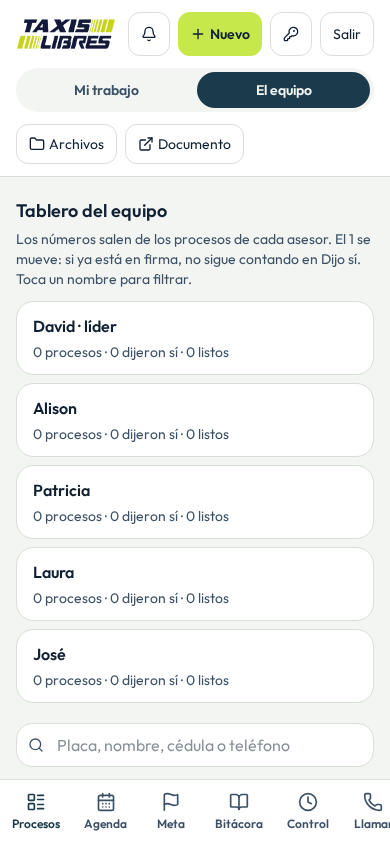 TAXIS
LIBRES
Nuevo
Salir
Mi trabajo
El equipo
Archivos
Documento
Tablero del equipo
Los números salen de los procesos de cada asesor. El 1 se
mueve: si ya está en firma, no sigue contando en Dijo sí.
Toca un nombre para filtrar.
David · líder
0 procesos · 0 dijeron sí · 0 listos
Alison
0 procesos · 0 dijeron sí · 0 listos
Patricia
0 procesos · 0 dijeron sí · 0 listos
Laura
0 procesos · 0 dijeron sí · 0 listos
José
0 procesos · 0 dijeron sí · 0 listos
Placa, nombre, cédula o teléfono
Procesos
Agenda
Meta
Bitácora
Control
Llamar